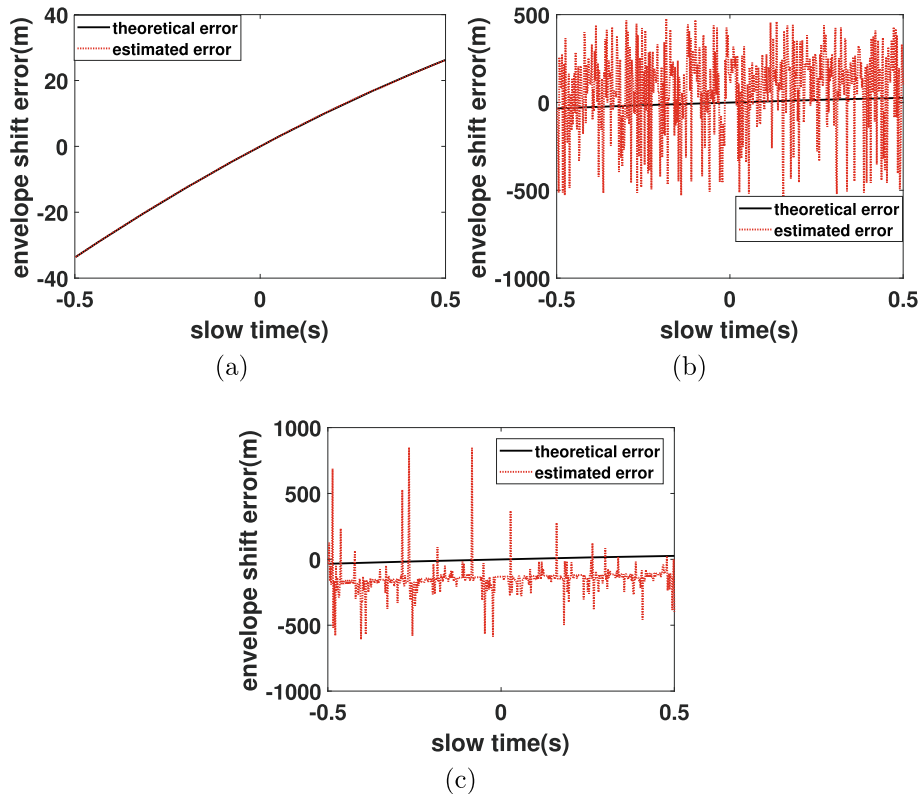 40
20
0
-20
-40
-0.5
0
0.5
envelope shift error(m)
slow time(s)
theoretical error
estimated error
(a)
500
0
-500
-1000
-0.5
0
0.5
envelope shift error(m)
slow time(s)
theoretical error
estimated error
(b)
1000
500
0
-500
-1000
-0.5
0
0.5
envelope shift error(m)
slow time(s)
theoretical error
estimated error
(c)